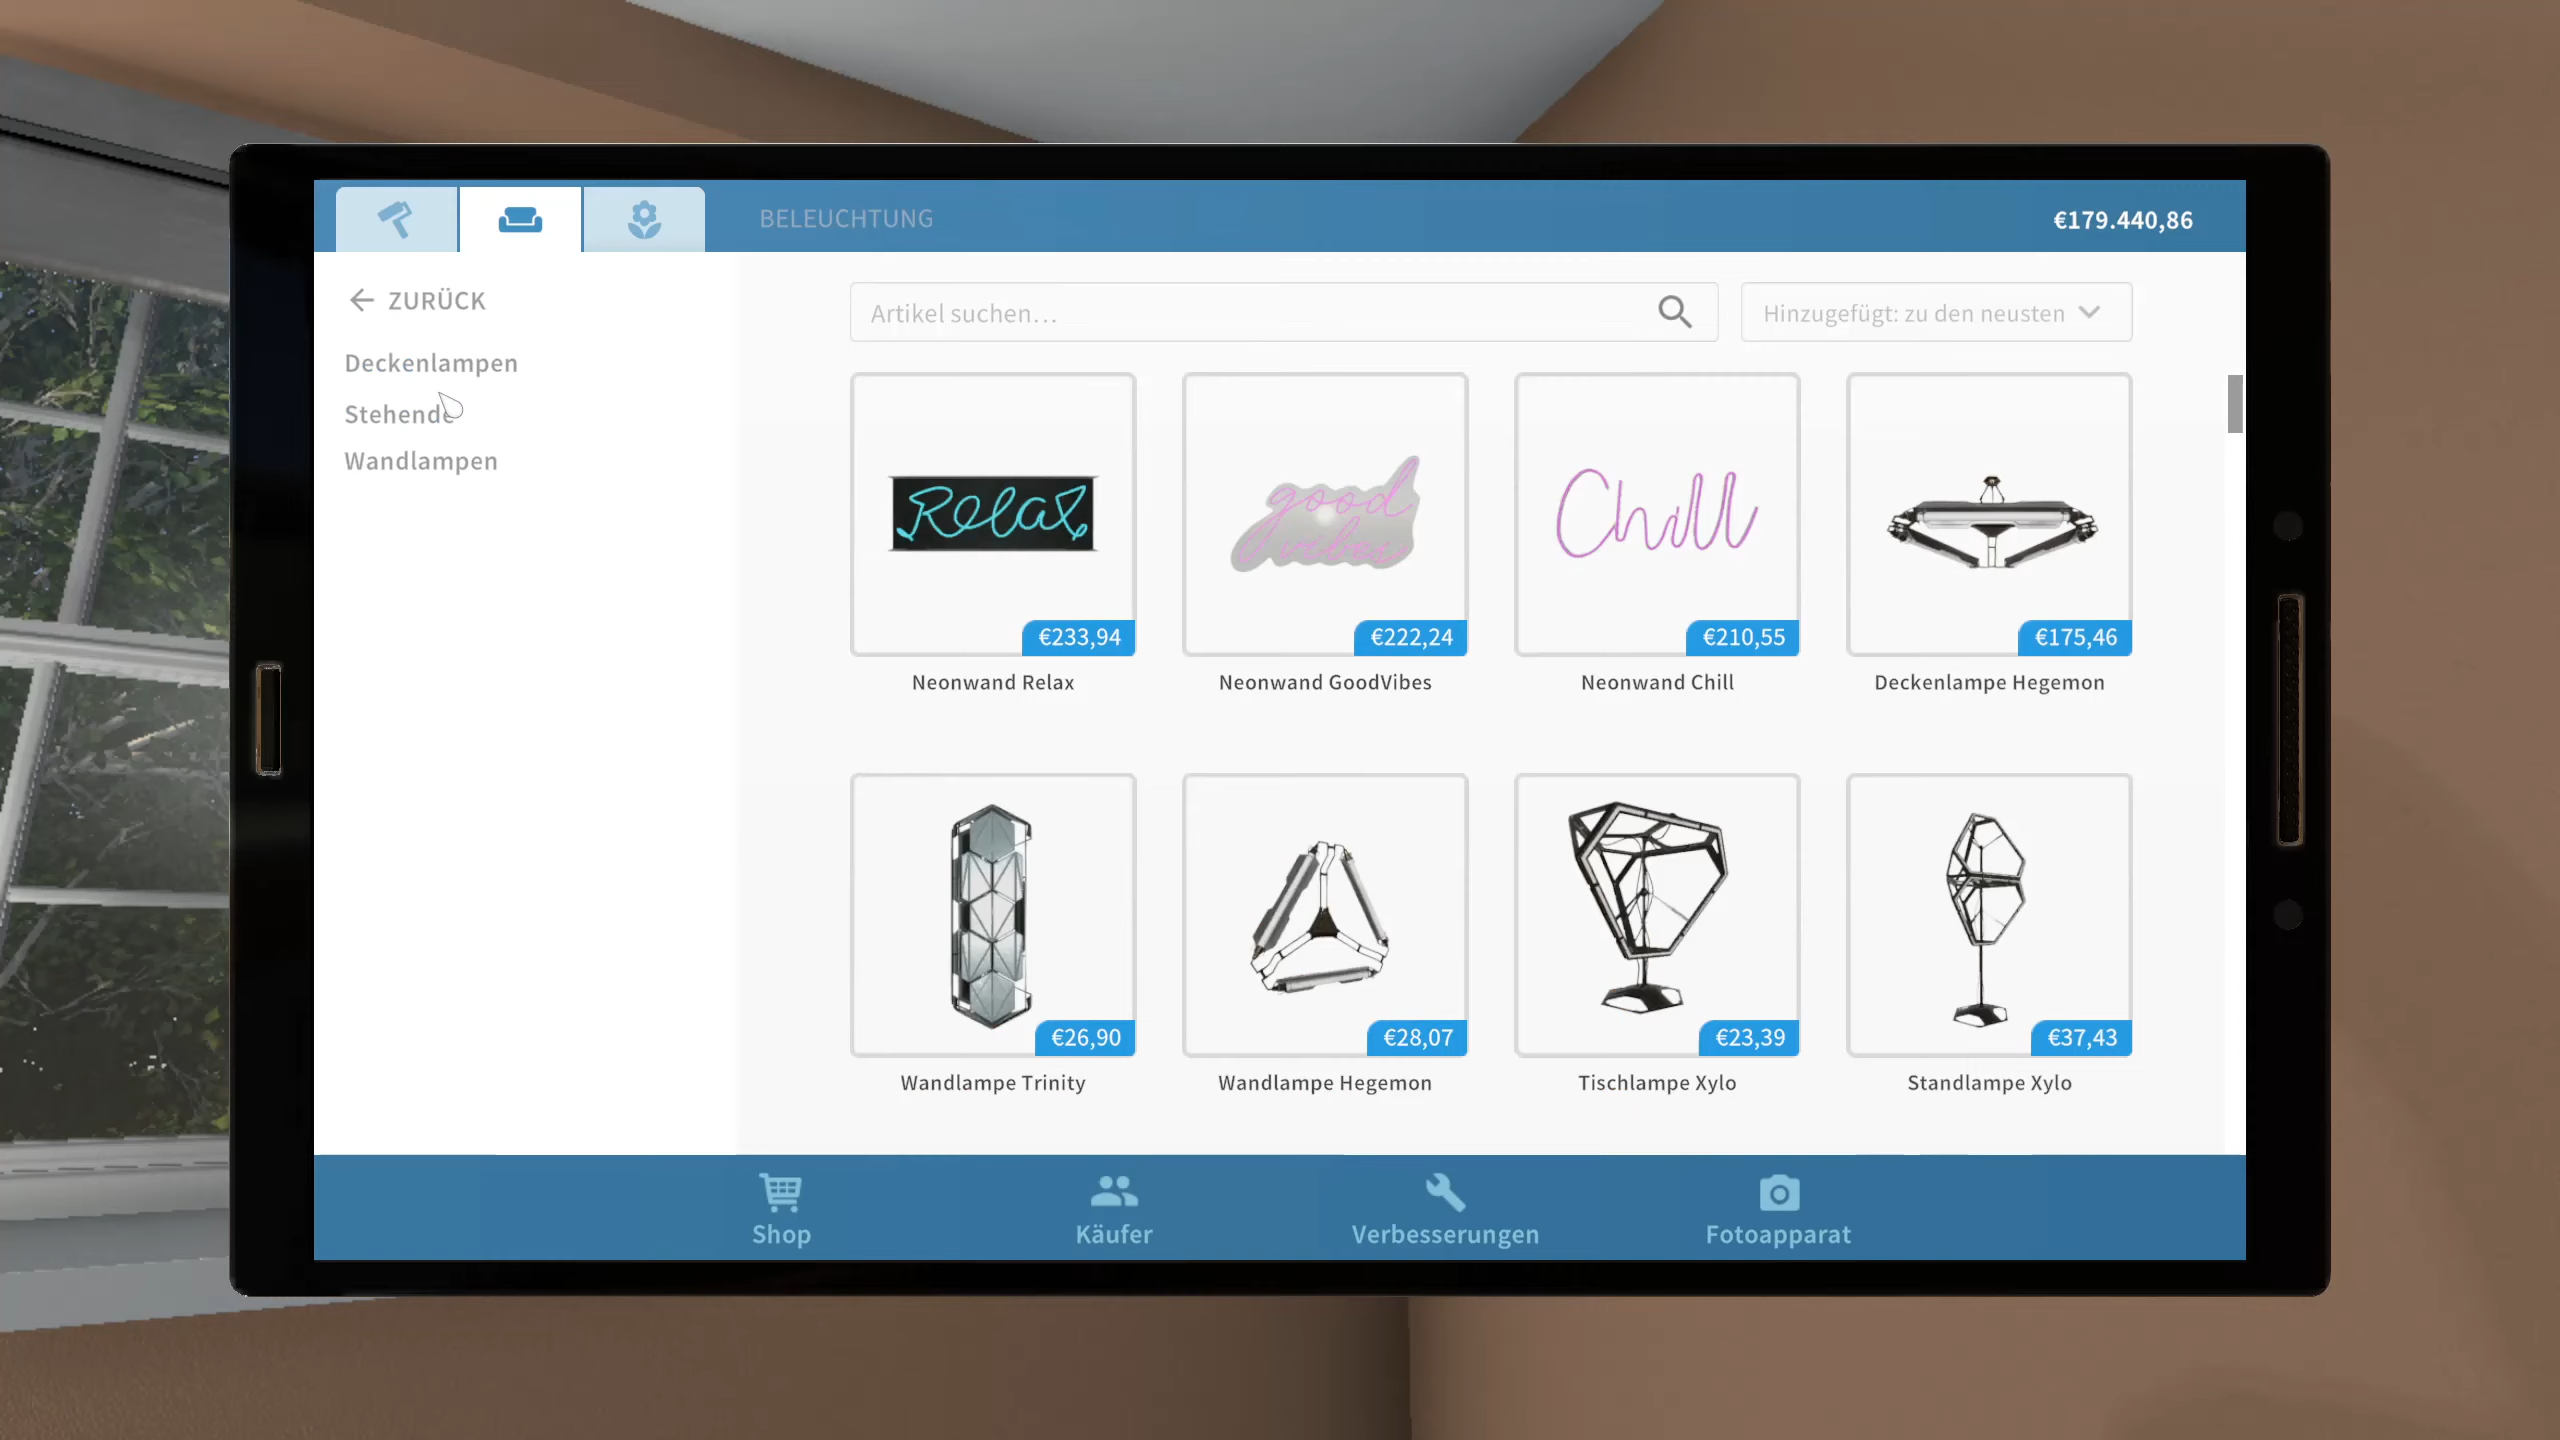 BELEUCHTUNG
€179.440,86
ZURÜCK
Artikel suchen...
Hinzugefügt: zu den neusten
Deckenlampen
Stehende
Wandlampen
Relax
good
vibes
Chill
€233,94
€222,24
€210,55
€175,46
Neonwand Relax
Neonwand GoodVibes
Neonwand Chill
Deckenlampe Hegemon
€26,90
€28,07
€23,39
€37,43
Wandlampe Trinity
Wandlampe Hegemon
Tischlampe Xylo
Standlampe Xylo
Shop
Käufer
Verbesserungen
Fotoapparat